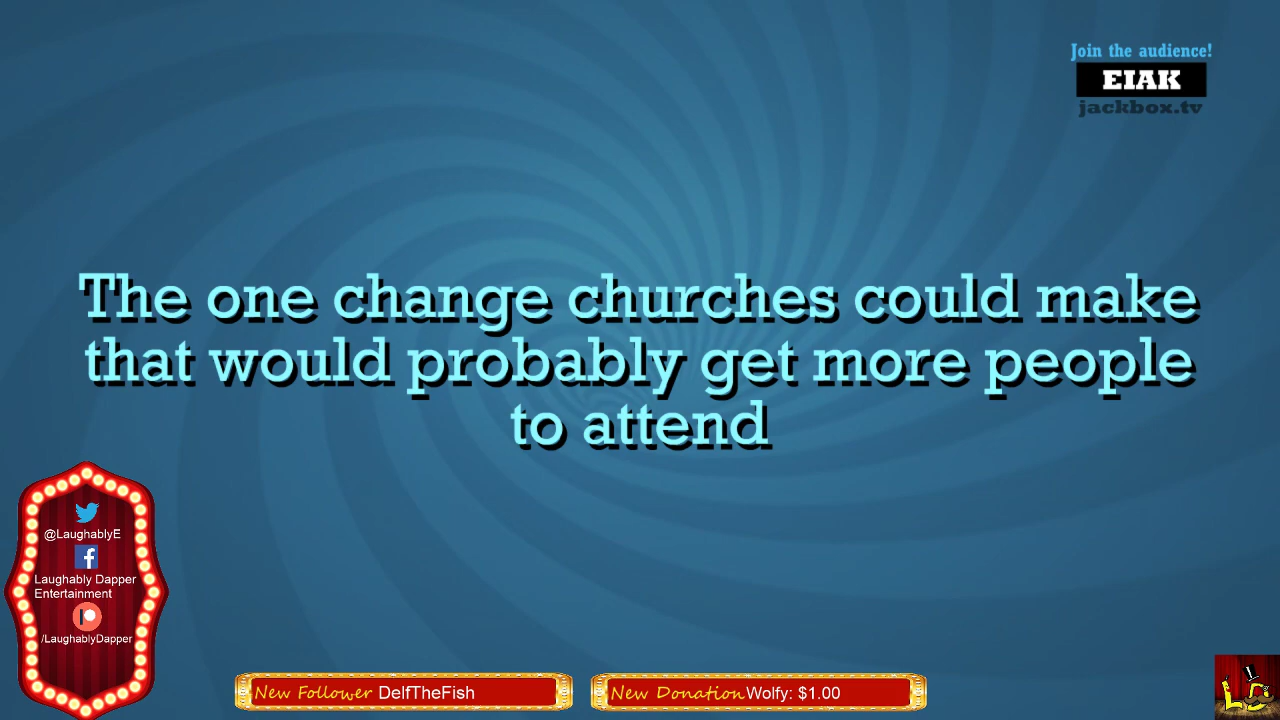 Join the audience!
EIAK
jackbox.tv
The one change churches could make
that would probably get more people
to attend
@LaughablyE
Laughably Dapper
Entertainment
/LaughablyDapper
New Follower DelfTheFish
New Donation Wolfy: $1.00
LD